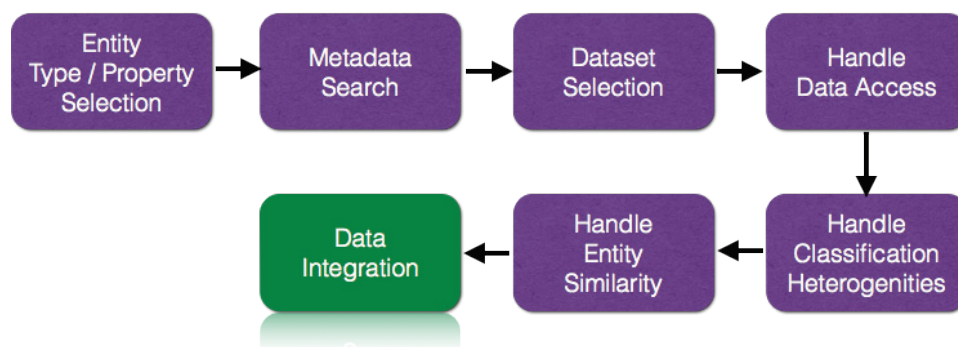 Entity
Type / Property
Selection
Metadata
Search
Dataset
Selection
Handle
Data Access
Data
Integration
Handle
Entity
Similarity
Handle
Classification
Heterogenities